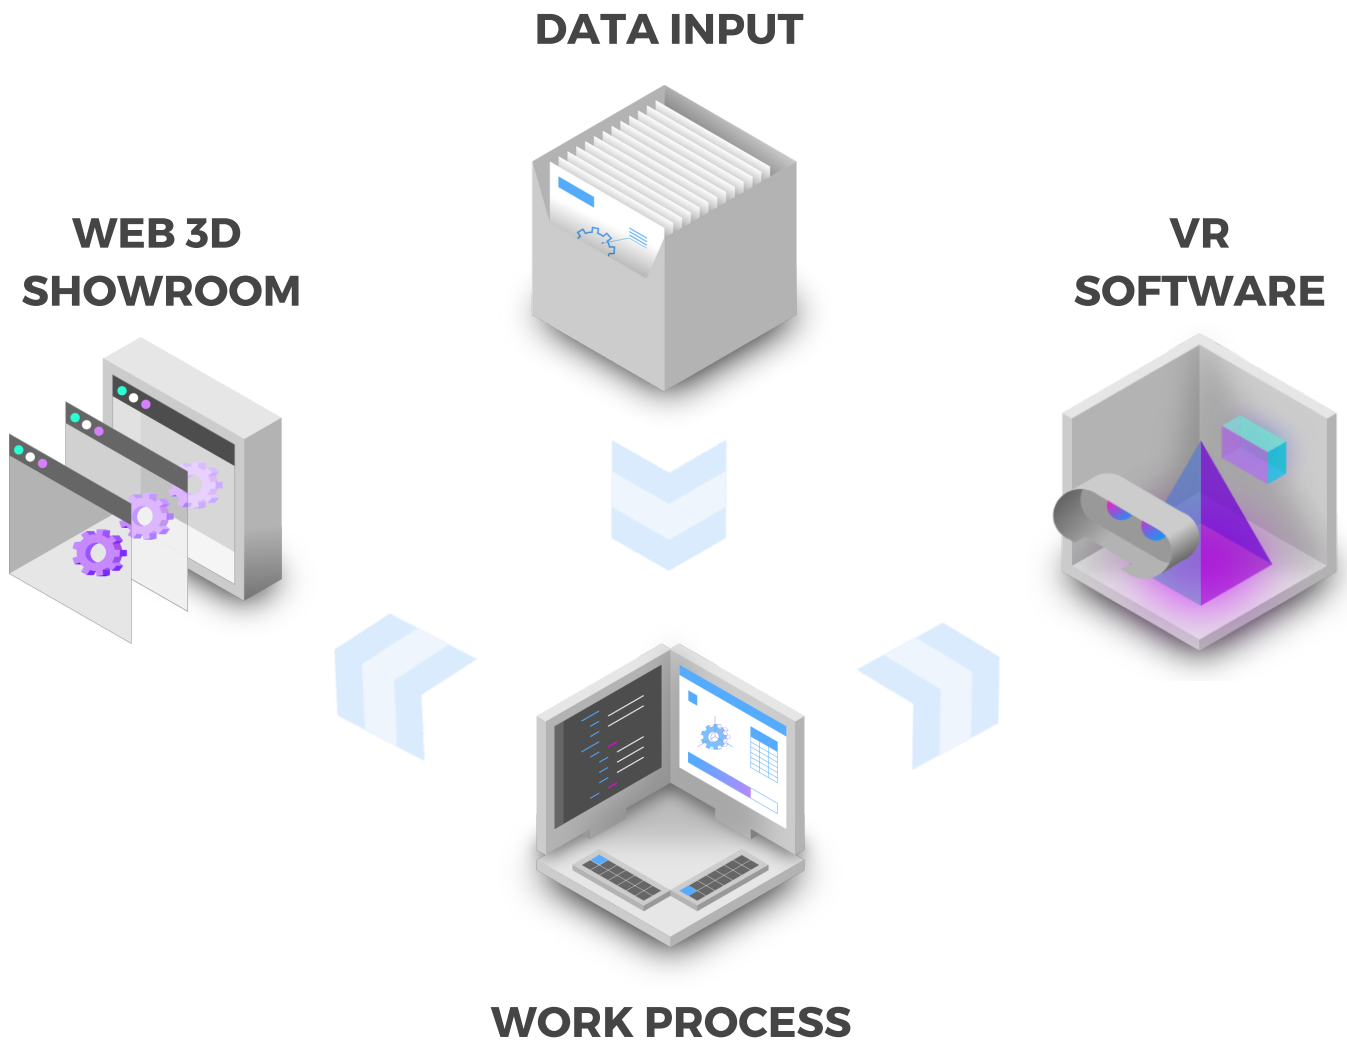 DATA INPUT
WEB 3D
SHOWROOM
VR
SOFTWARE
WORK PROCESS